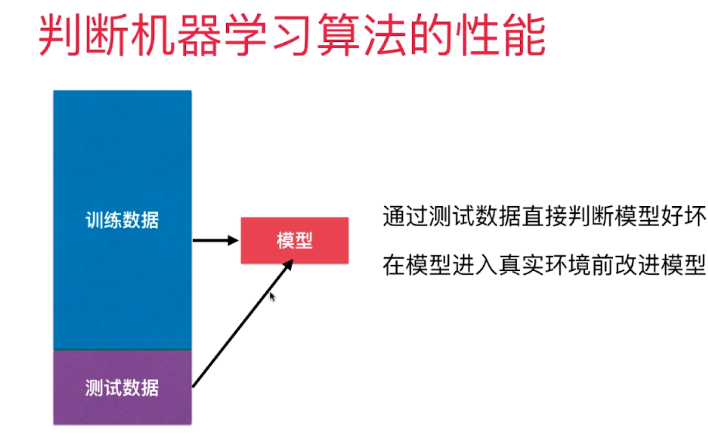 判断机器学习算法的性能
训练数据
模型
通过测试数据直接判断模型好坏
在模型进入真实环境前改进模型
测试数据